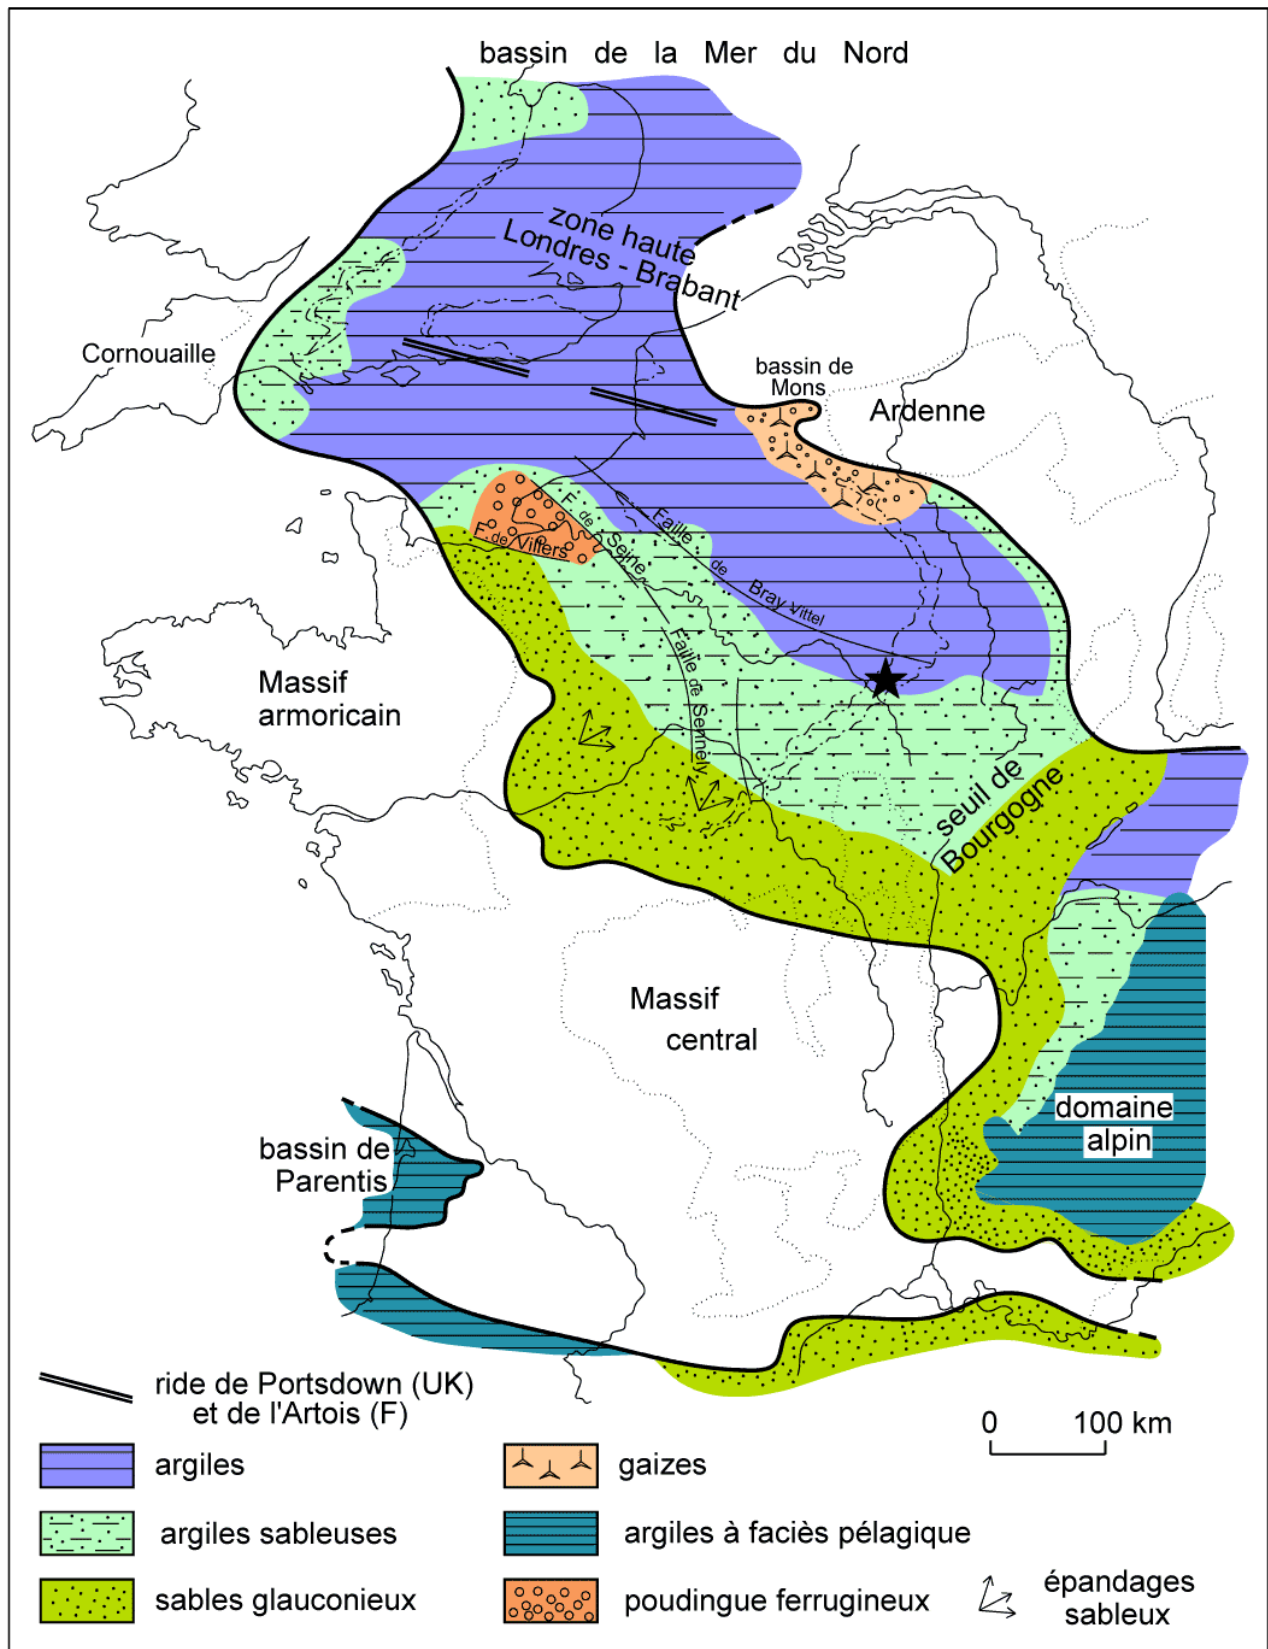 bassin de la Mer du Nord
zone haute
Londres - Brabant
Cornouaille
bassin de
Mons
Ardenne
F. de Seine
F. de Villers
Faille de Bray Vittel
Faille de Sennely
Massif
armoricain
seuil de
Bourgogne
Massif
central
domaine
alpin
bassin de
Parentis
ride de Portsdown (UK)
et de l'Artois (F)
0 100 km
argiles
gaizes
argiles sableuses
argiles à faciès pélagique
sables glauconieux
poudingue ferrugineux
épandages
sableux